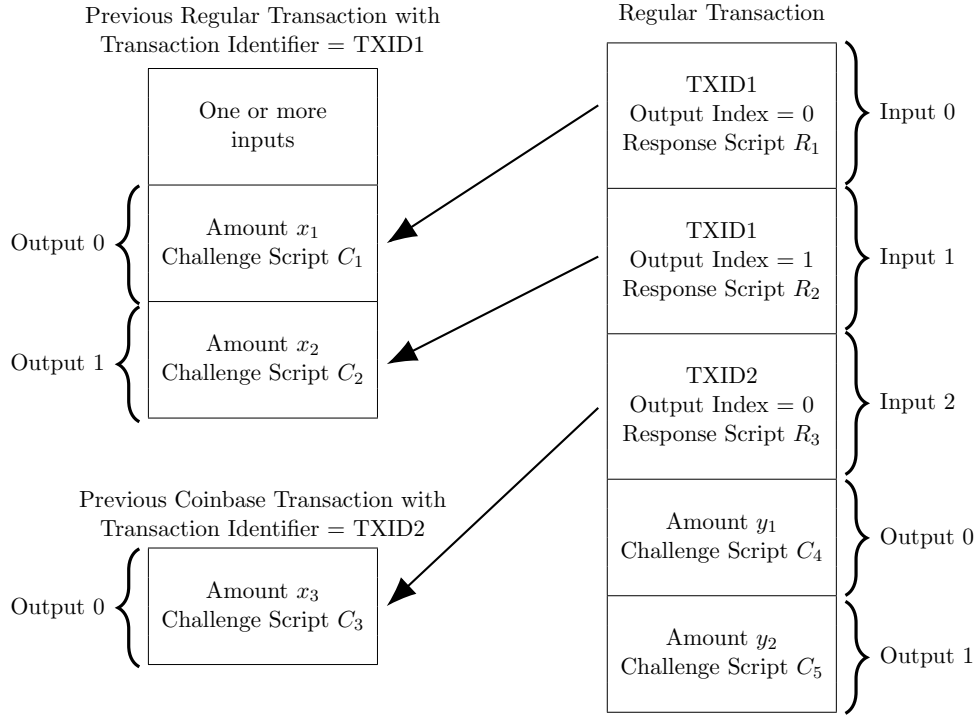 Previous Regular Transaction with
Transaction Identifier = TXID1
One or more
inputs
Output 0
Amount x₁
Challenge Script C₁
Output 1
Amount x₂
Challenge Script C₂
Previous Coinbase Transaction with
Transaction Identifier = TXID2
Output 0
Amount x₃
Challenge Script C₃
Regular Transaction
TXID1
Output Index = 0
Response Script R₁
Input 0
TXID1
Output Index = 1
Response Script R₂
Input 1
TXID2
Output Index = 0
Response Script R₃
Input 2
Amount y₁
Challenge Script C₄
Output 0
Amount y₂
Challenge Script C₅
Output 1